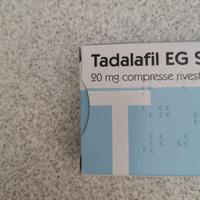 Tadalafil EG S
20 mg compresse rivest
T